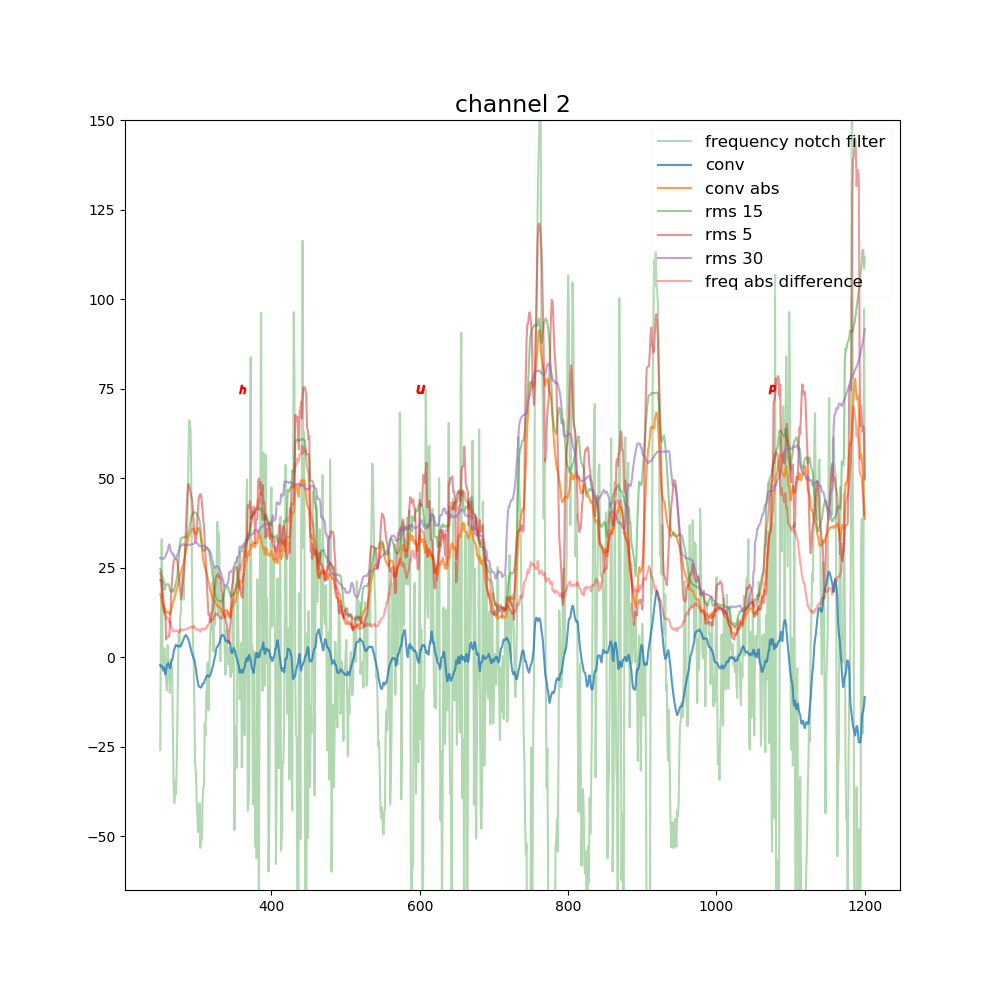 channel 2
150
125
100
75
50
25
0
−25
−50
400
600
800
1000
1200
frequency notch filter
conv
conv abs
rms 15
rms 5
rms 30
freq abs difference
h
u
p